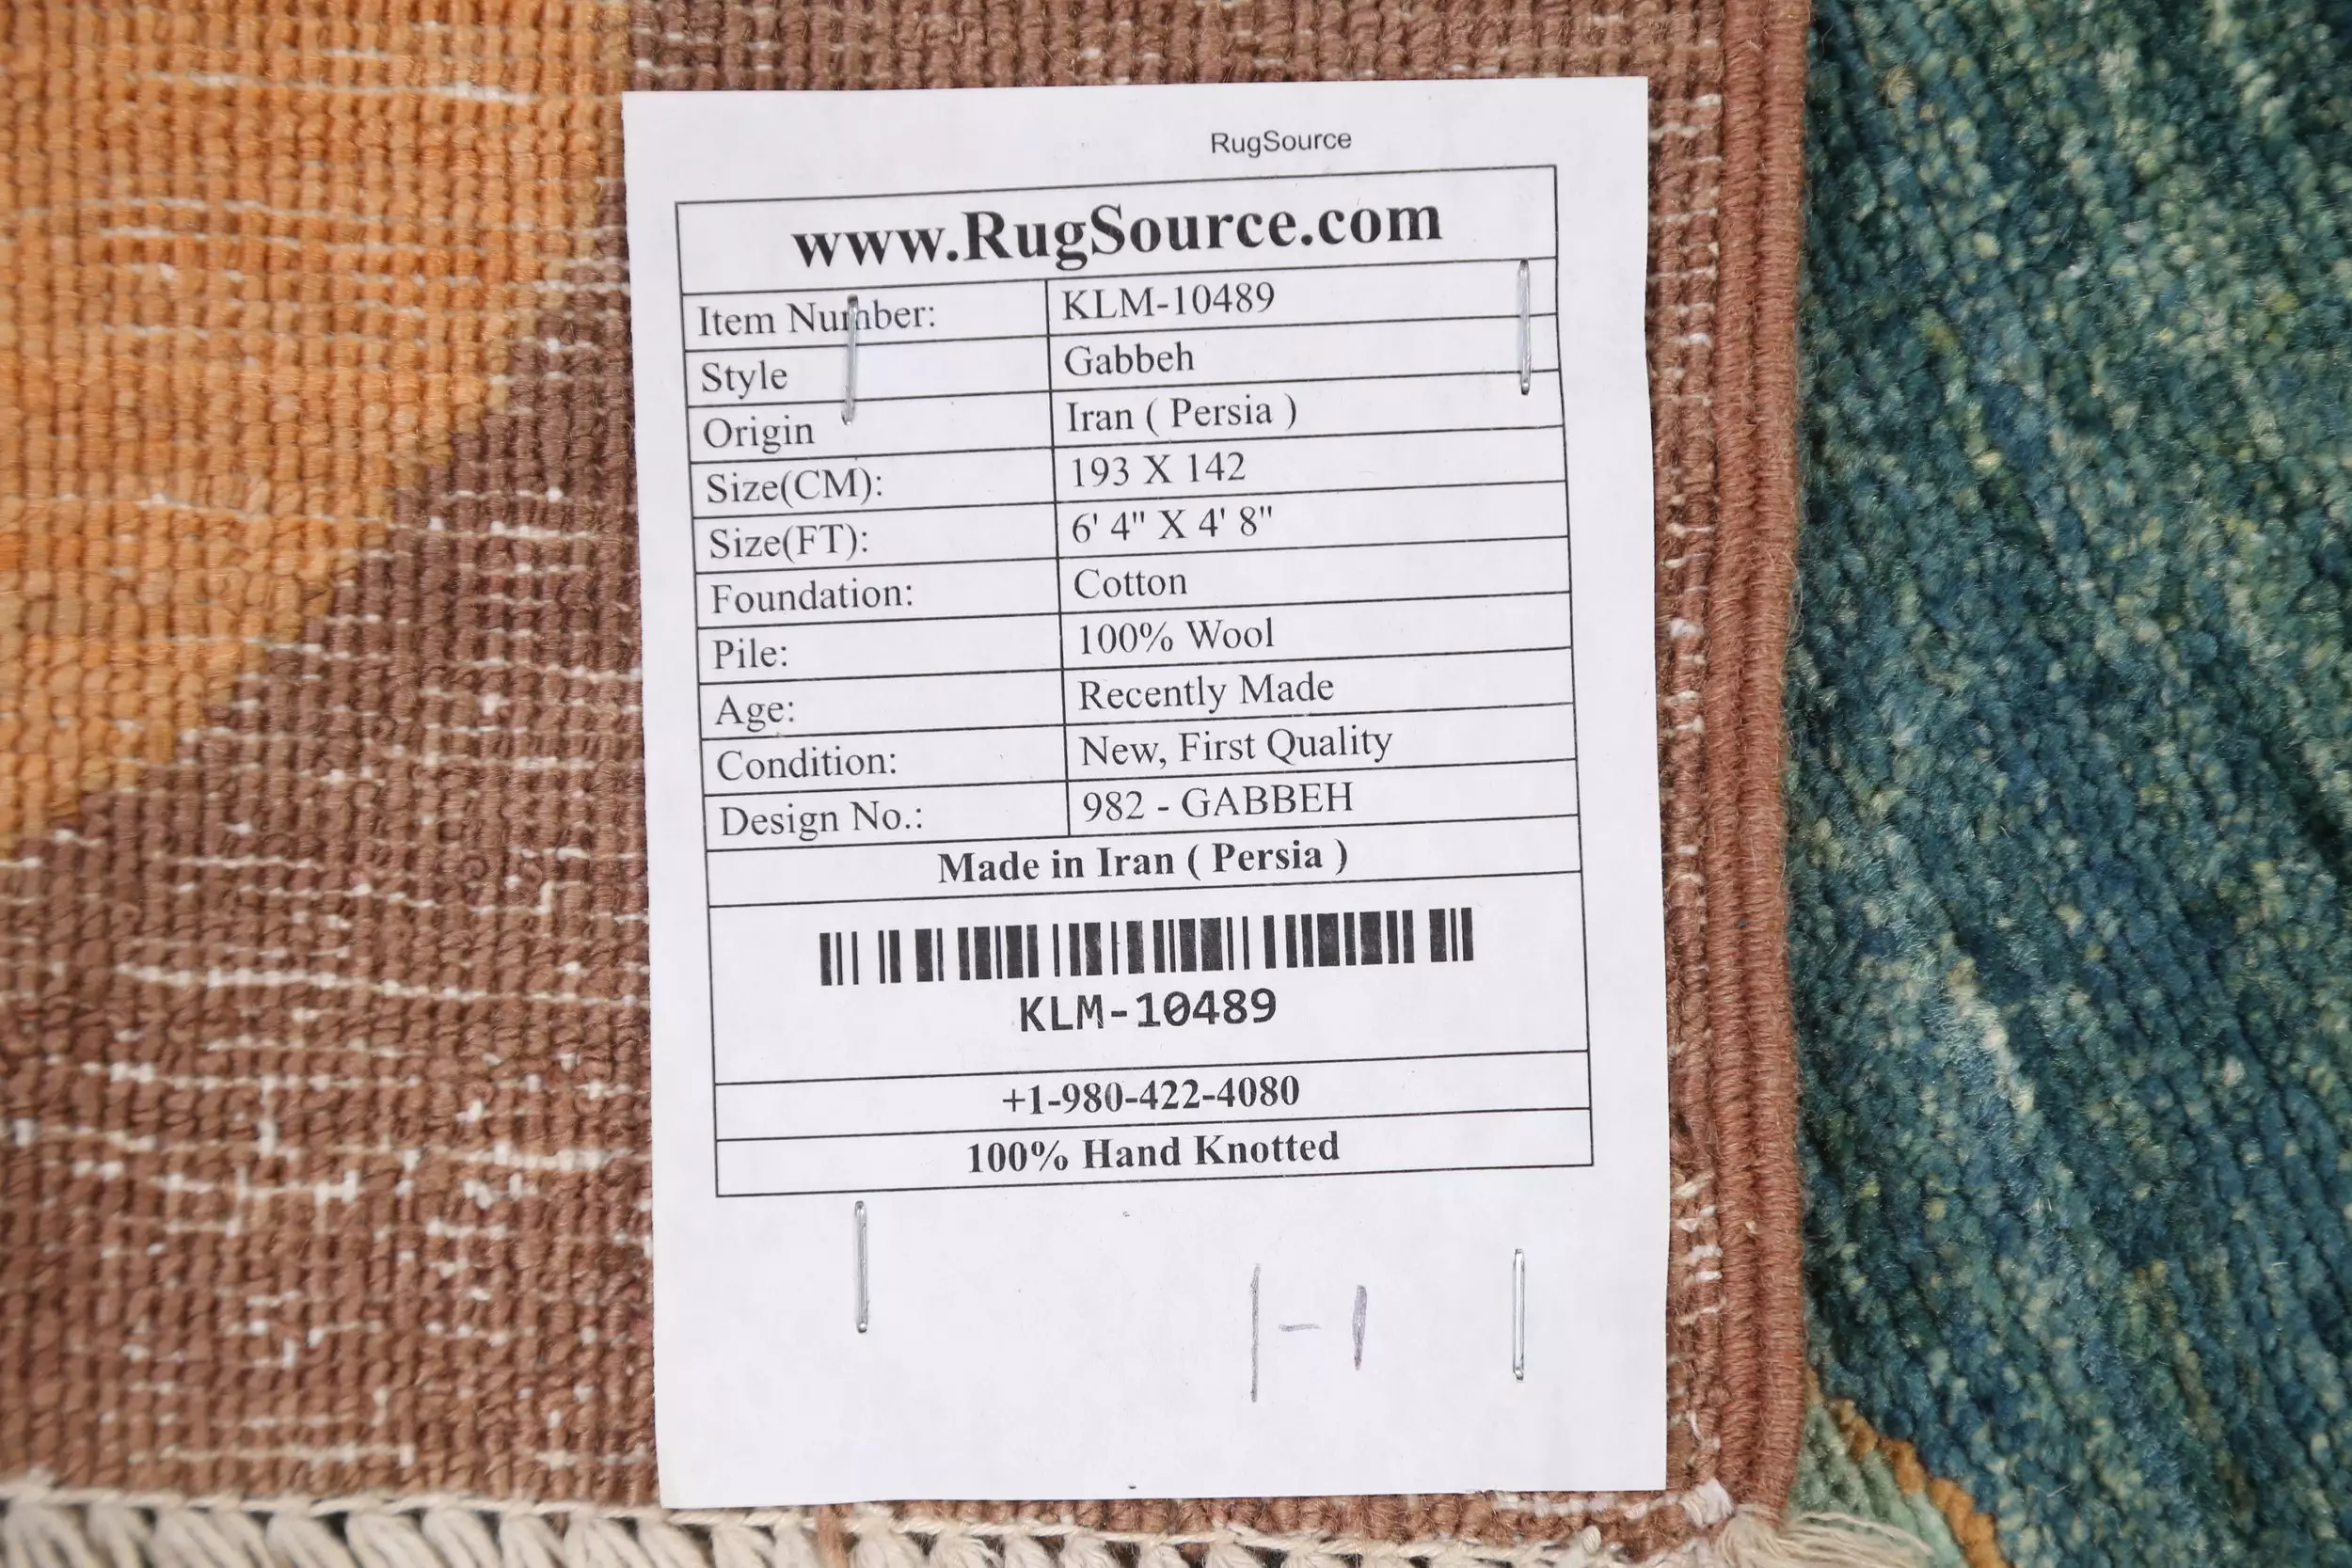 RugSource
www.RugSource.com
Item Number: KLM-10489
Style Gabbeh
Origin Iran ( Persia )
Size(CM): 193 X 142
Size(FT): 6' 4" X 4' 8"
Foundation: Cotton
Pile: 100% Wool
Age: Recently Made
Condition: New, First Quality
Design No.: 982 - GABBEH
Made in Iran ( Persia )
KLM-10489
+1-980-422-4080
100% Hand Knotted
1-1